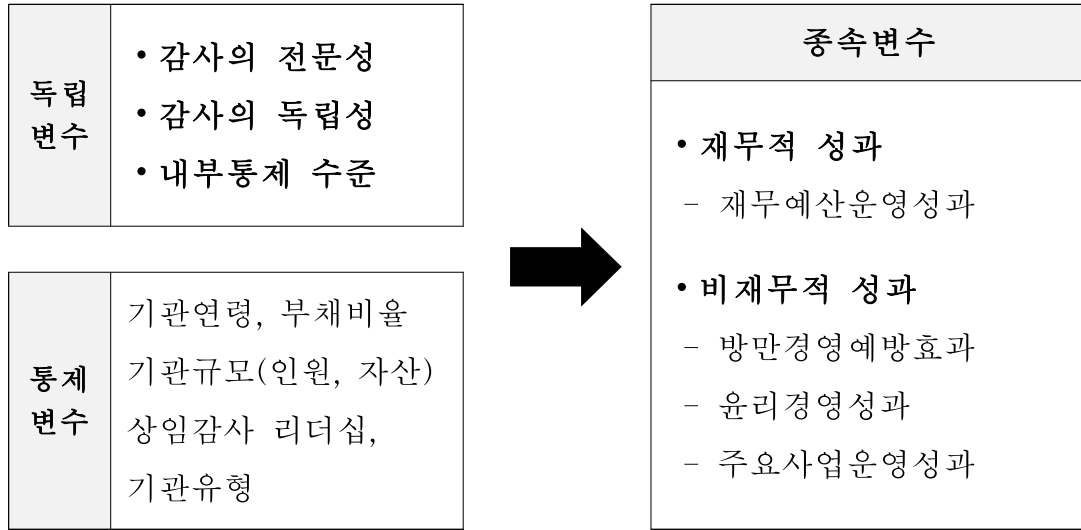 독립
변수
• 감사의 전문성
• 감사의 독립성
• 내부통제 수준
통제
변수
기관연령, 부채비율
기관규모(인원, 자산)
상임감사 리더십,
기관유형
종속변수
• 재무적 성과
- 재무예산운영성과
• 비재무적 성과
- 방만경영예방효과
- 윤리경영성과
- 주요사업운영성과